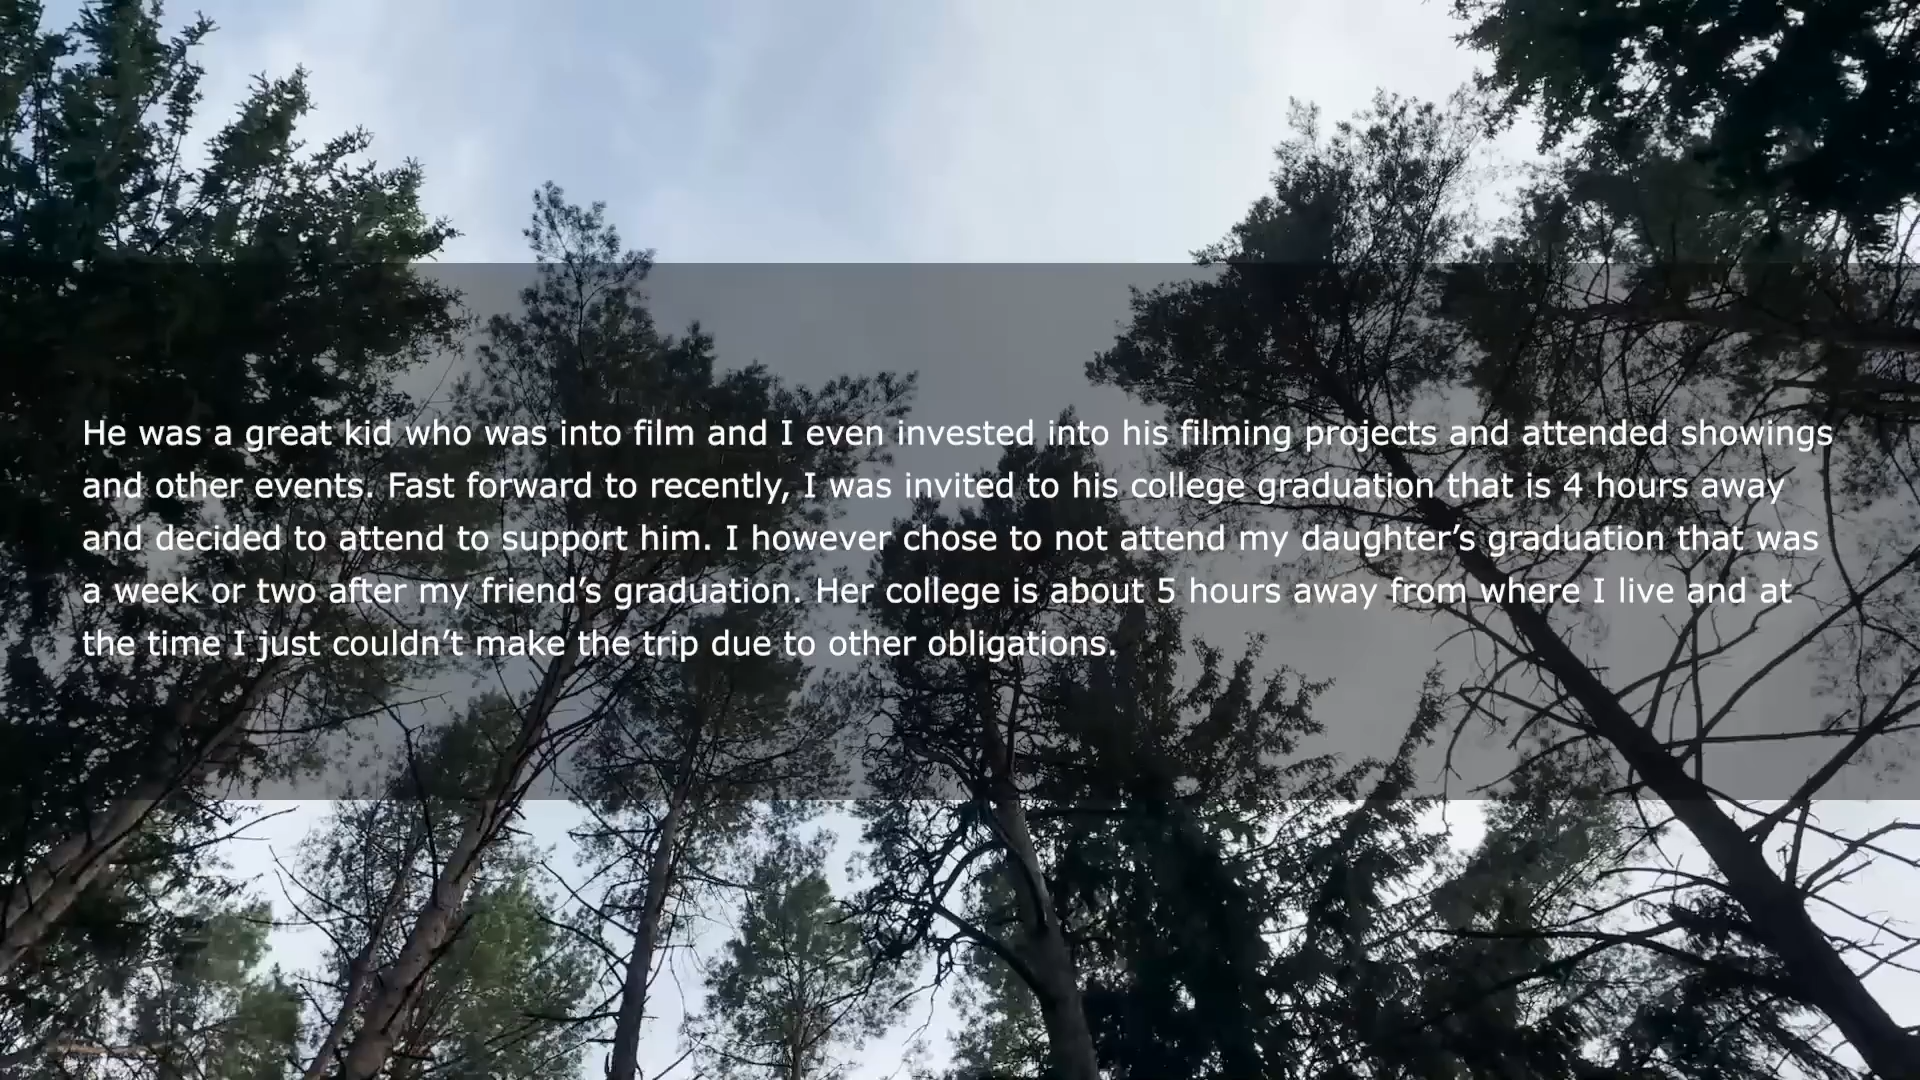 He was a great kid who was into film and I even invested into his filming projects and attended showings
and other events. Fast forward to recently, I was invited to his college graduation that is 4 hours away
and decided to attend to support him. I however chose to not attend my daughter’s graduation that was
a week or two after my friend’s graduation. Her college is about 5 hours away from where I live and at
the time I just couldn’t make the trip due to other obligations.